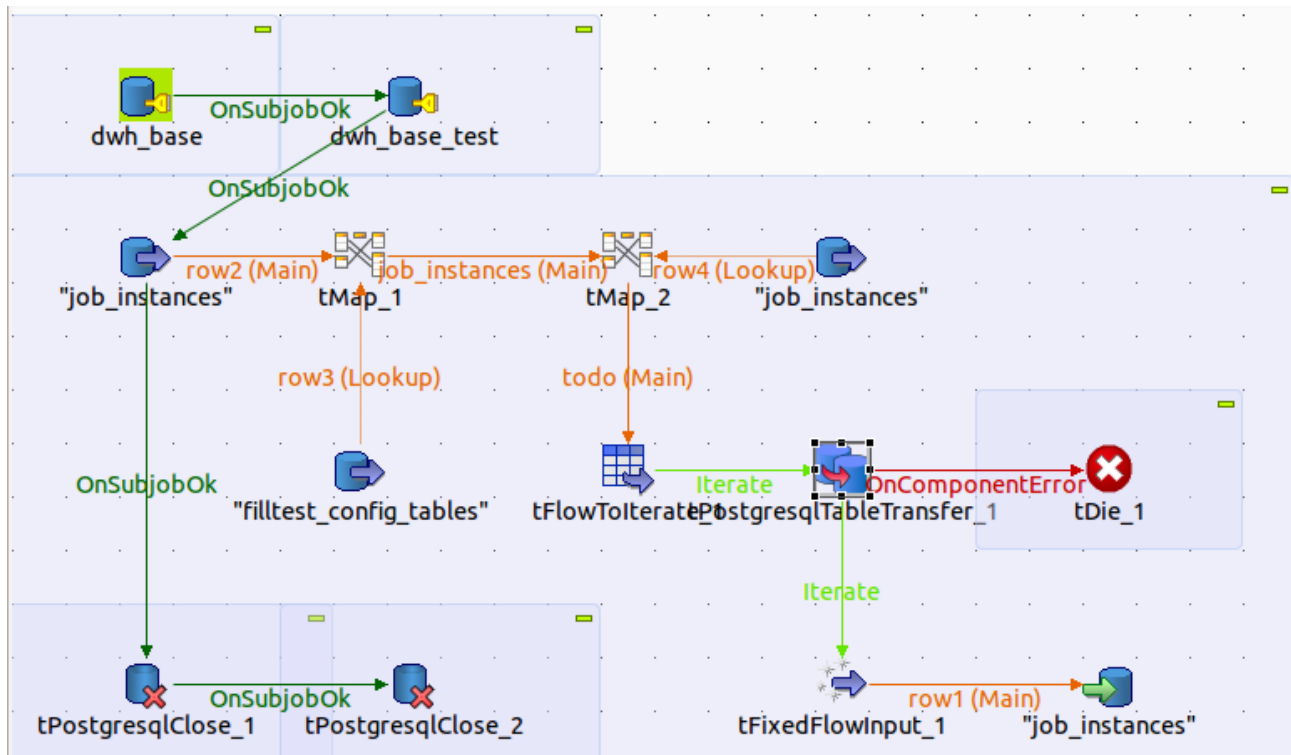 OnSubjobOk
dwh_base
dwh_base_test
OnSubjobOk
row2 (Main)
job_instances (Main)
row4 (Lookup)
"job_instances"
tMap_1
tMap_2
"job_instances"
row3 (Lookup)
todo (Main)
OnSubjobOk
Iterate
OnComponentError
"filltest_config_tables"
tFlowToIterate_1
tPostgresqlTableTransfer_1
tDie_1
Iterate
OnSubjobOk
row1 (Main)
tPostgresqlClose_1
tPostgresqlClose_2
tFixedFlowInput_1
"job_instances"